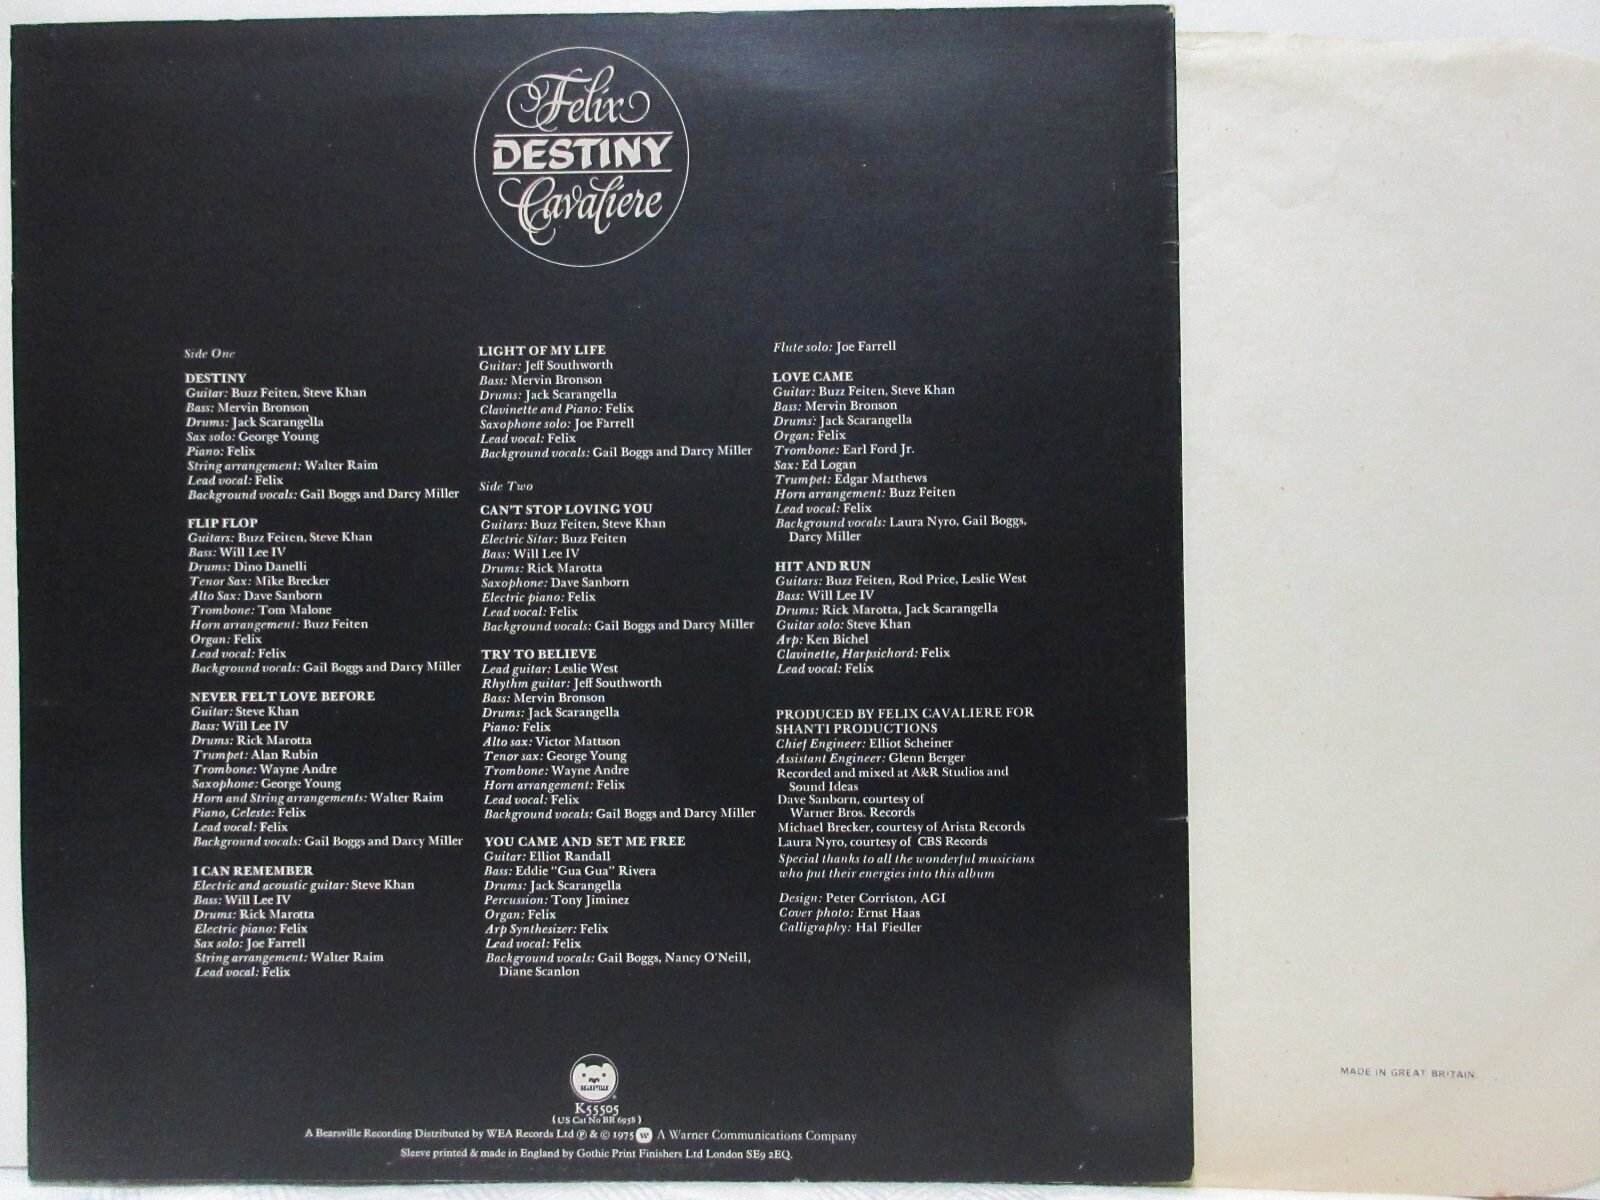 Felix
DESTINY
Cavaliere
Side One
DESTINY
Guitar: Buzz Feiten, Steve Khan
Bass: Mervin Bronson
Drums: Jack Scarangella
Sax solo: George Young
Piano: Felix
String arrangement: Walter Raim
Lead vocal: Felix
Background vocals: Gail Boggs and Darcy Miller
FLIP FLOP
Guitars: Buzz Feiten, Steve Khan
Bass: Will Lee IV
Drums: Dino Danelli
Tenor Sax: Mike Brecker
Alto Sax: Dave Sanborn
Trombone: Tom Malone
Horn arrangement: Buzz Feiten
Organ: Felix
Lead vocal: Felix
Background vocals: Gail Boggs and Darcy Miller
NEVER FELT LOVE BEFORE
Guitar: Steve Khan
Bass: Will Lee IV
Drums: Rick Marotta
Trumpet: Alan Rubin
Trombone: Wayne Andre
Saxophone: George Young
Horn and String arrangements: Walter Raim
Piano, Celeste: Felix
Lead vocal: Felix
Background vocals: Gail Boggs and Darcy Miller
I CAN REMEMBER
Electric and acoustic guitar: Steve Khan
Bass: Will Lee IV
Drums: Rick Marotta
Electric piano: Felix
Sax solo: Joe Farrell
String arrangement: Walter Raim
Lead vocal: Felix
LIGHT OF MY LIFE
Guitar: Jeff Southworth
Bass: Mervin Bronson
Drums: Jack Scarangella
Clavinette and Piano: Felix
Saxophone solo: Joe Farrell
Lead vocal: Felix
Background vocals: Gail Boggs and Darcy Miller
Side Two
CAN'T STOP LOVING YOU
Guitars: Buzz Feiten, Steve Khan
Electric Sitar: Buzz Feiten
Bass: Will Lee IV
Drums: Rick Marotta
Saxophone: Dave Sanborn
Electric piano: Felix
Lead vocal: Felix
Background vocals: Gail Boggs and Darcy Miller
TRY TO BELIEVE
Lead guitar: Leslie West
Rhythm guitar: Jeff Southworth
Bass: Mervin Bronson
Drums: Jack Scarangella
Piano: Felix
Alto sax: Victor Mattson
Tenor sax: George Young
Trombone: Wayne Andre
Horn arrangement: Felix
Lead vocal: Felix
Background vocals: Gail Boggs and Darcy Miller
YOU CAME AND SET ME FREE
Guitar: Elliot Randall
Bass: Eddie "Gua Gua" Rivera
Drums: Jack Scarangella
Percussion: Tony Jiminez
Organ: Felix
Arp Synthesizer: Felix
Lead vocal: Felix
Background vocals: Gail Boggs, Nancy O'Neill,
Diane Scanlon
Flute solo: Joe Farrell
LOVE CAME
Guitar: Buzz Feiten, Steve Khan
Bass: Mervin Bronson
Drums: Jack Scarangella
Organ: Felix
Trombone: Earl Ford Jr.
Sax: Ed Logan
Trumpet: Edgar Matthews
Horn arrangement: Buzz Feiten
Lead vocal: Felix
Background vocals: Laura Nyro, Gail Boggs,
Darcy Miller
HIT AND RUN
Guitars: Buzz Feiten, Rod Price, Leslie West
Bass: Will Lee IV
Drums: Rick Marotta, Jack Scarangella
Guitar solo: Steve Khan
Arp: Ken Bichel
Clavinette, Harpsichord: Felix
Lead vocal: Felix
PRODUCED BY FELIX CAVALIERE FOR
SHANTI PRODUCTIONS
Chief Engineer: Elliot Scheiner
Assistant Engineer: Glenn Berger
Recorded and mixed at A&R Studios and
Sound Ideas
Dave Sanborn, courtesy of
Warner Bros. Records
Michael Brecker, courtesy of Arista Records
Laura Nyro, courtesy of CBS Records
Special thanks to all the wonderful musicians
who put their energies into this album
Design: Peter Corriston, AGI
Cover photo: Ernst Haas
Calligraphy: Hal Fiedler
BEARSVILLE
K55505
(US Cat No BR 6958)
A Bearsville Recording Distributed by WEA Records Ltd ℗ & © 1975 W A Warner Communications Company
Sleeve printed & made in England by Gothic Print Finishers Ltd London SE9 2EQ.
MADE IN GREAT BRITAIN.